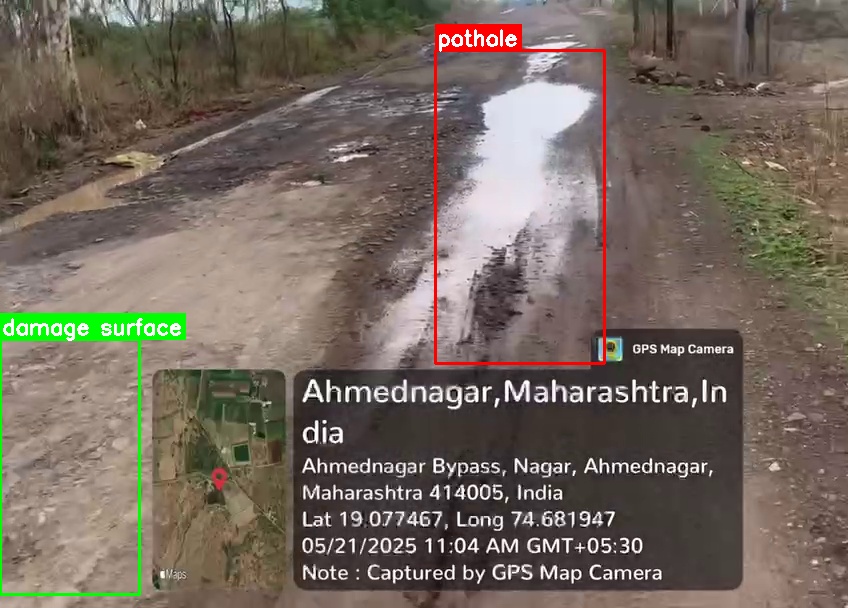 pothole
damage surface
GPS Map Camera
Ahmednagar,Maharashtra,In
dia
Ahmednagar Bypass, Nagar, Ahmednagar,
Maharashtra 414005, India
Lat 19.077467, Long 74.681947
05/21/2025 11:04 AM GMT+05:30
Note : Captured by GPS Map Camera
Maps